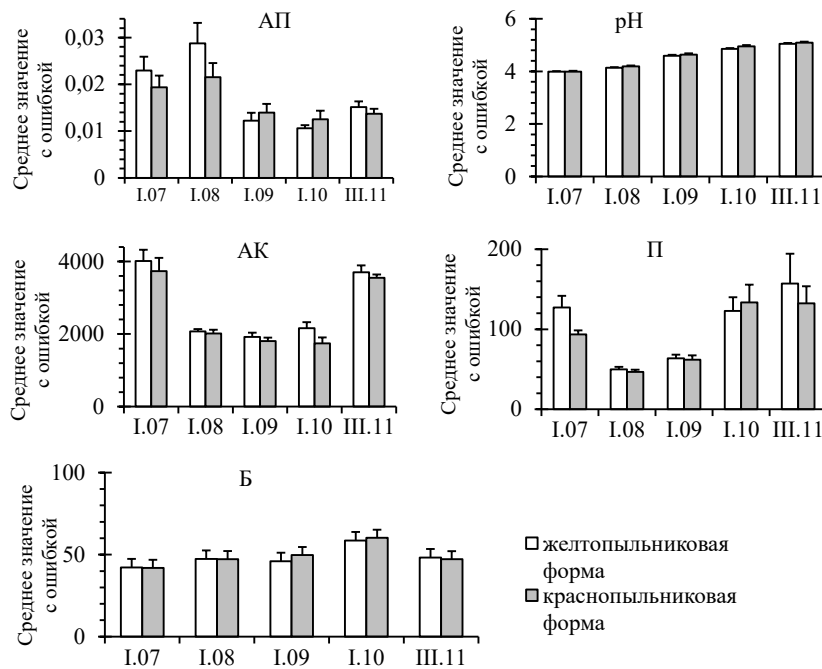 АП
Среднее значение
с ошибкой
0,03
0,02
0,01
0
I.07 I.08 I.09 I.10 III.11
pH
Среднее значение
с ошибкой
6
4
2
0
I.07 I.08 I.09 I.10 III.11
АК
Среднее значение
с ошибкой
4000
2000
0
I.07 I.08 I.09 I.10 III.11
П
Среднее значение
с ошибкой
200
100
0
I.07 I.08 I.09 I.10 III.11
Б
Среднее значение
с ошибкой
100
50
0
I.07 I.08 I.09 I.10 III.11
желтопыльниковая
форма
краснопыльниковая
форма